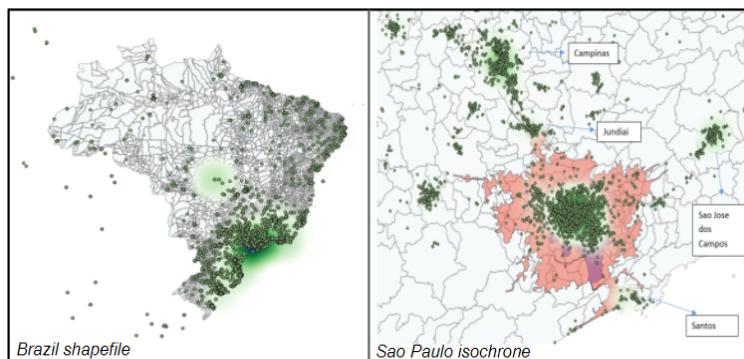 Campinas
Jundiai
Sao Jose
dos
Campos
Santos
Brazil shapefile
Sao Paulo isochrone